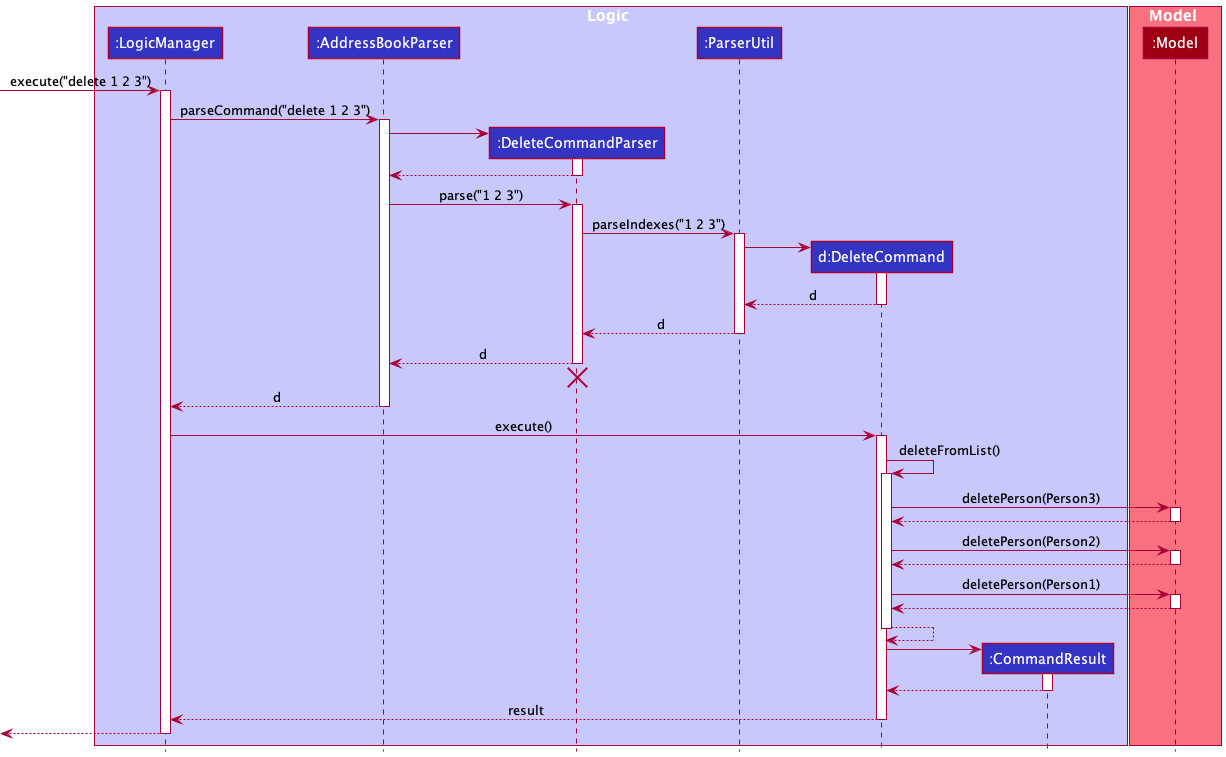 Logic
Model
:LogicManager
:AddressBookParser
:ParserUtil
:Model
execute("delete 1 2 3")
parseCommand("delete 1 2 3")
:DeleteCommandParser
parse("1 2 3")
parseIndexes("1 2 3")
d:DeleteCommand
d
d
d
d
execute()
deleteFromList()
deletePerson(Person3)
deletePerson(Person2)
deletePerson(Person1)
:CommandResult
result